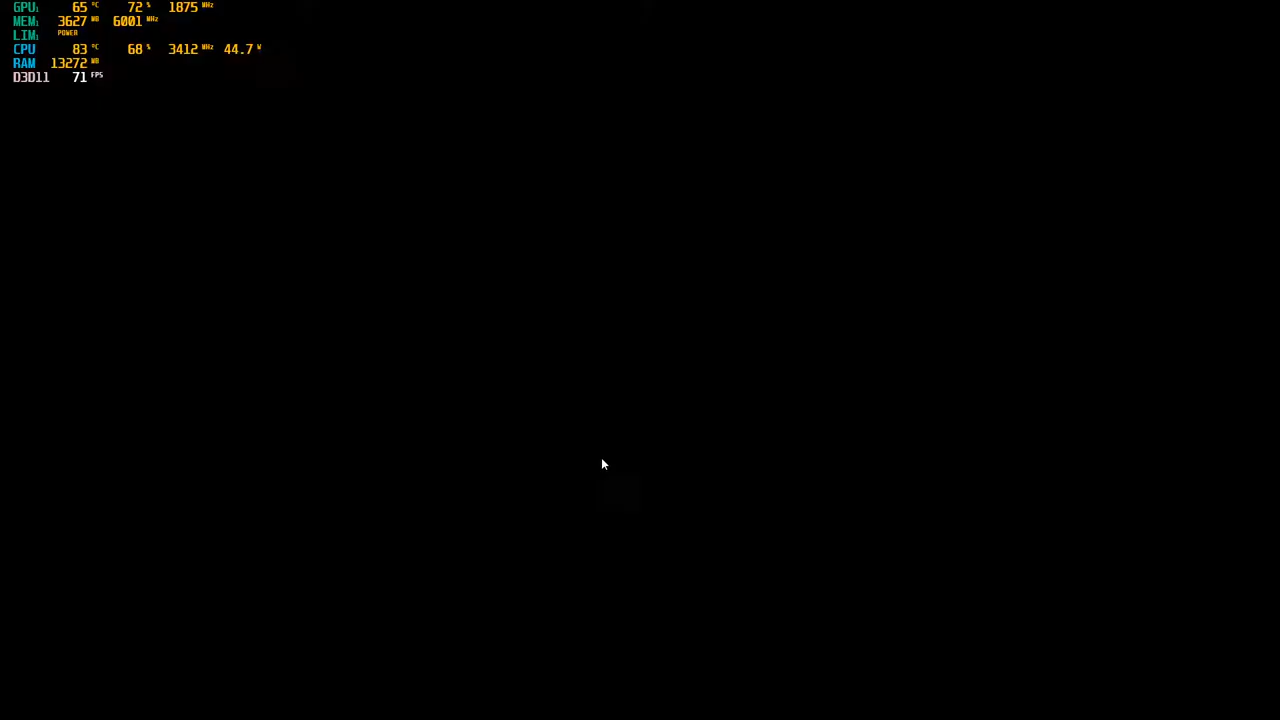 GPU1 65 °C 72 % 1875 MHz
MEM1 3627 MB 6001 MHz
LIM1 POWER
CPU 83 °C 68 % 3412 MHz 44.7 W
RAM 13272 MB
D3D11 71 FPS